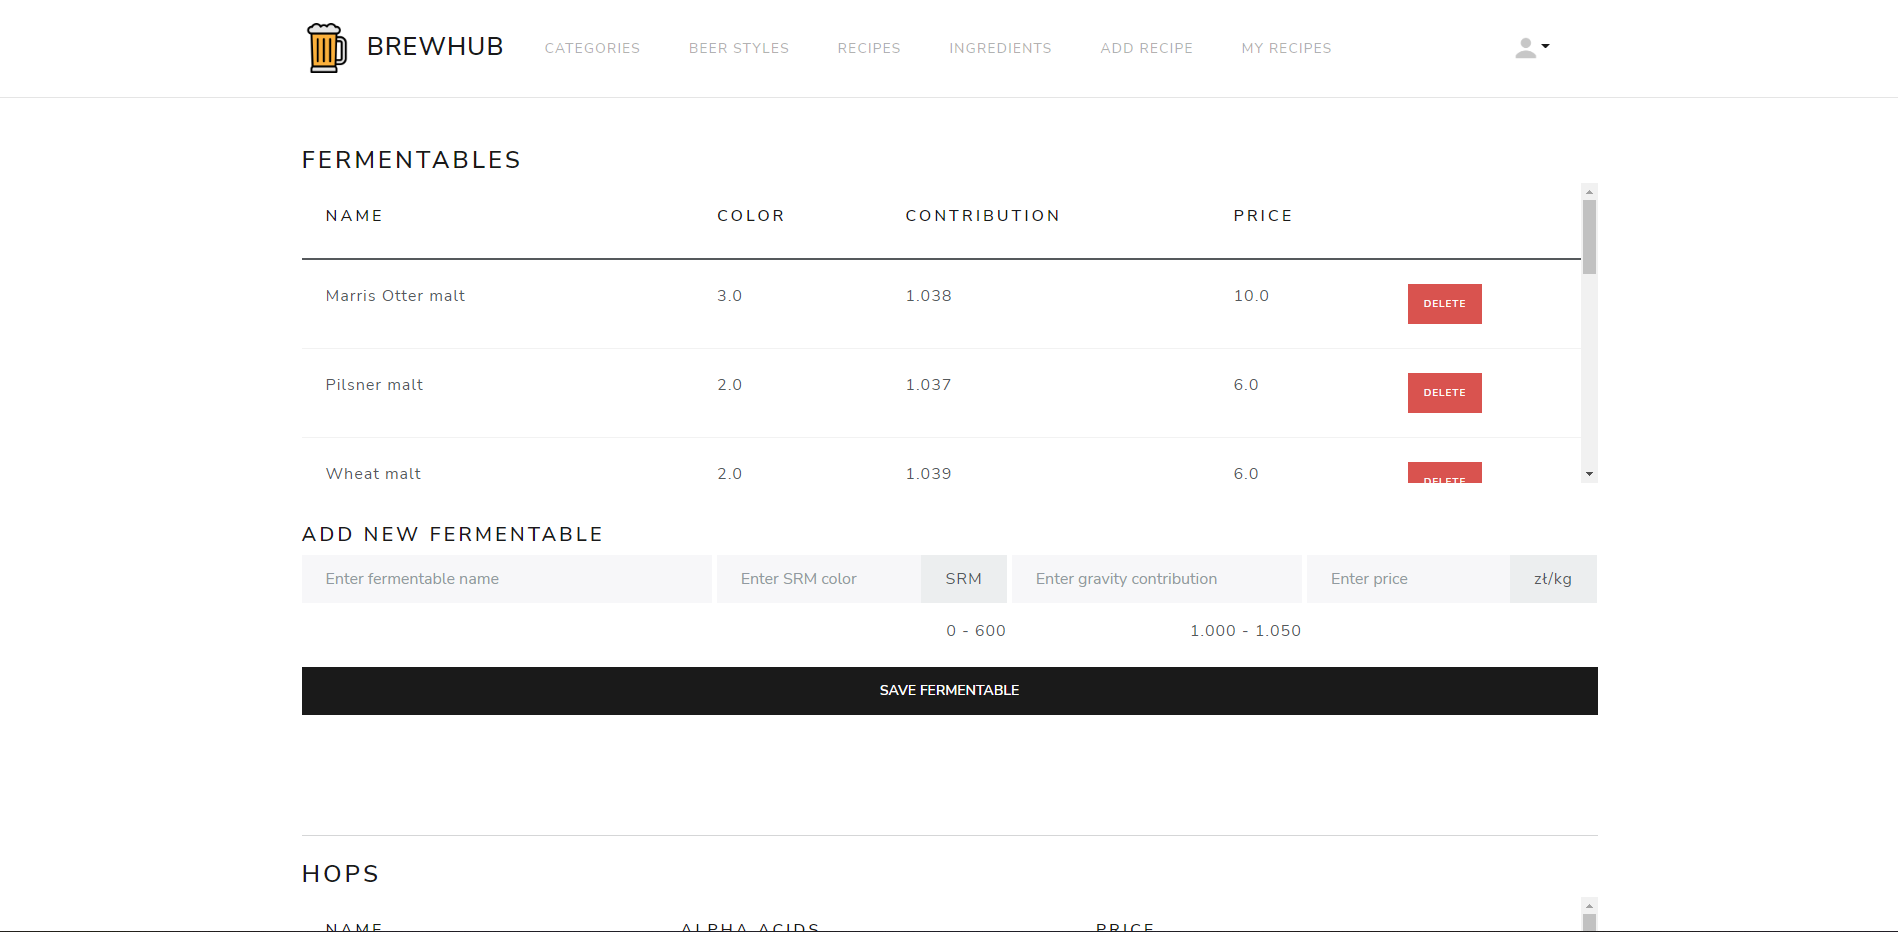 BREWHUB CATEGORIES BEER STYLES RECIPES INGREDIENTS ADD RECIPE MY RECIPES
FERMENTABLES
NAME COLOR CONTRIBUTION PRICE
Marris Otter malt 3.0 1.038 10.0 DELETE
Pilsner malt 2.0 1.037 6.0 DELETE
Wheat malt 2.0 1.039 6.0 DELETE
ADD NEW FERMENTABLE
Enter fermentable name Enter SRM color SRM Enter gravity contribution Enter price zł/kg
0 - 600 1.000 - 1.050
SAVE FERMENTABLE
HOPS
NAME ALPHA ACIDS PRICE